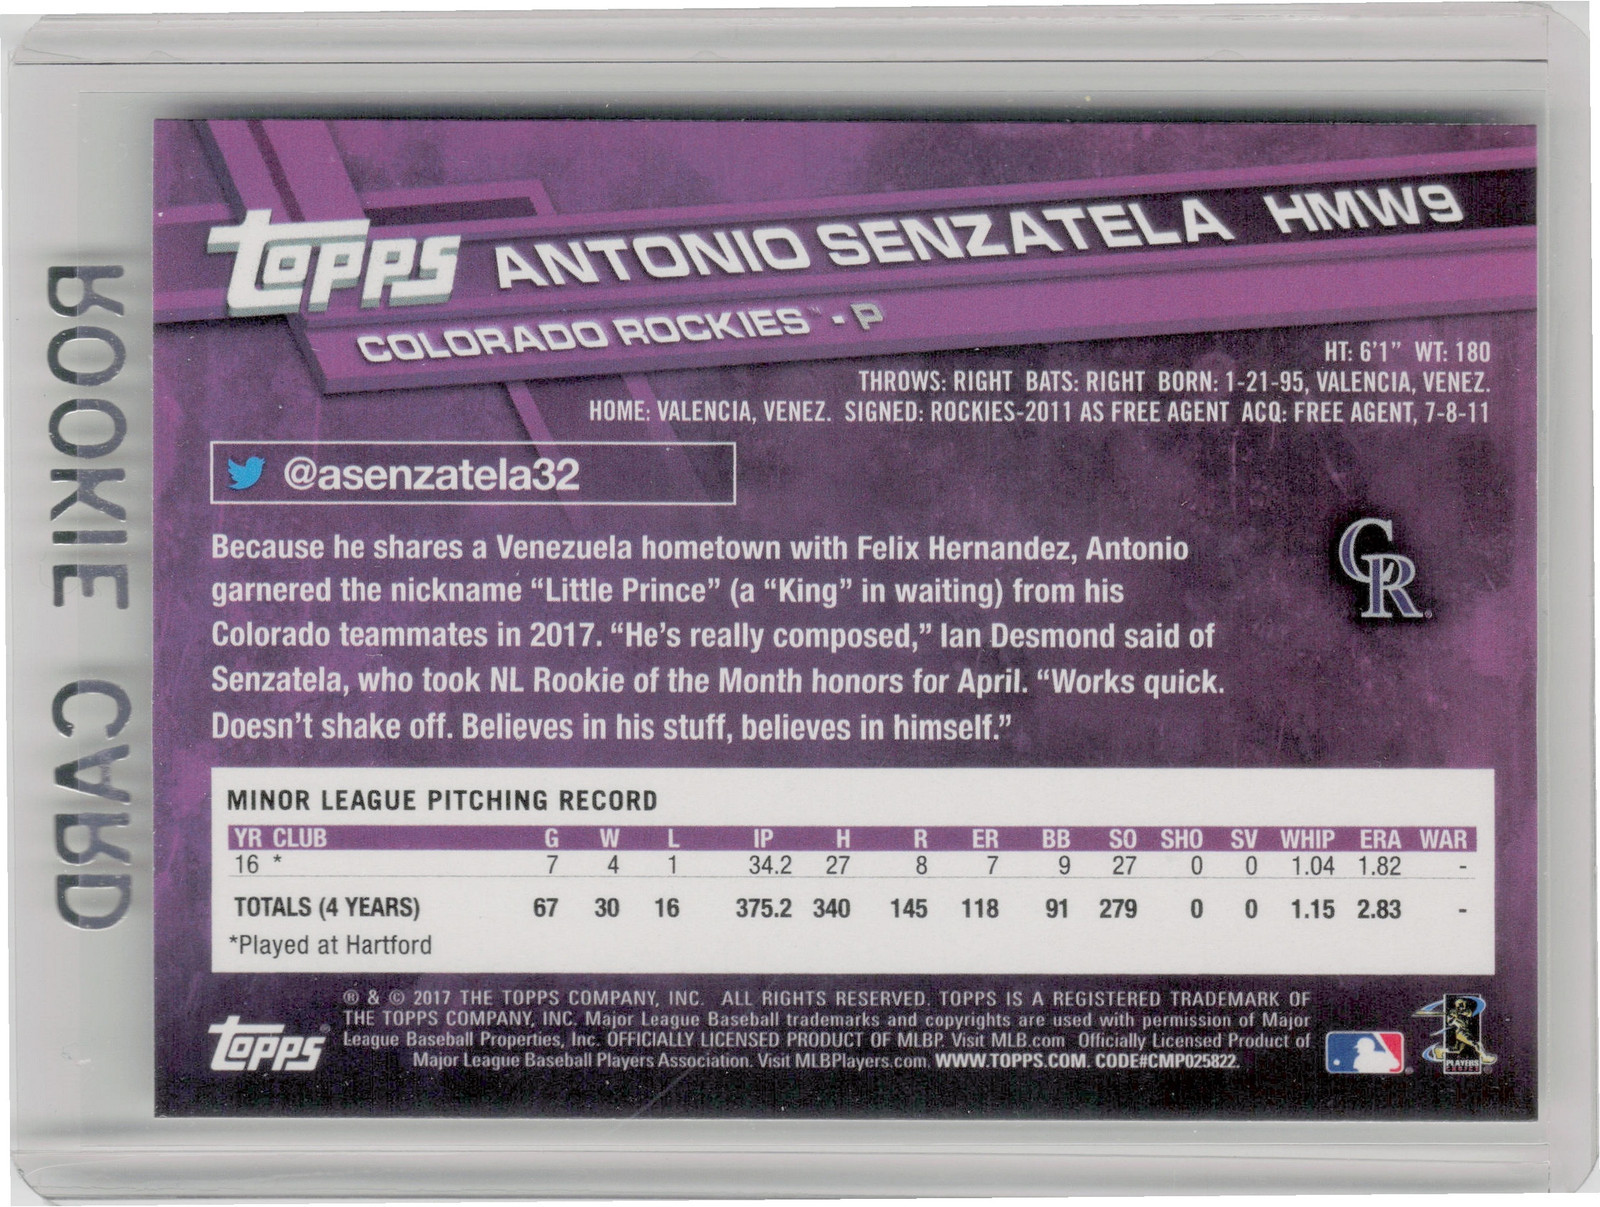 ROOKIE CARD
topps ANTONIO SENZATELA HMW9
COLORADO ROCKIES™ - P
HT: 6'1" WT: 180
THROWS: RIGHT BATS: RIGHT BORN: 1-21-95, VALENCIA, VENEZ.
HOME: VALENCIA, VENEZ. SIGNED: ROCKIES-2011 AS FREE AGENT ACQ: FREE AGENT, 7-8-11
@asenzatela32
Because he shares a Venezuela hometown with Felix Hernandez, Antonio
garnered the nickname “Little Prince” (a “King” in waiting) from his
Colorado teammates in 2017. “He’s really composed,” Ian Desmond said of
Senzatela, who took NL Rookie of the Month honors for April. “Works quick.
Doesn’t shake off. Believes in his stuff, believes in himself.”
CR
MINOR LEAGUE PITCHING RECORD
YR CLUB G W L IP H R ER BB SO SHO SV WHIP ERA WAR
16 * 7 4 1 34.2 27 8 7 9 27 0 0 1.04 1.82 -
TOTALS (4 YEARS) 67 30 16 375.2 340 145 118 91 279 0 0 1.15 2.83 -
*Played at Hartford
® & © 2017 THE TOPPS COMPANY, INC. ALL RIGHTS RESERVED. TOPPS IS A REGISTERED TRADEMARK OF
THE TOPPS COMPANY, INC. Major League Baseball trademarks and copyrights are used with permission of Major
League Baseball Properties, Inc. OFFICIALLY LICENSED PRODUCT OF MLBP. Visit MLB.com Officially Licensed Product of
Major League Baseball Players Association. Visit MLBPlayers.com. WWW.TOPPS.COM. CODE#CMP025822.
topps
PLAYERS